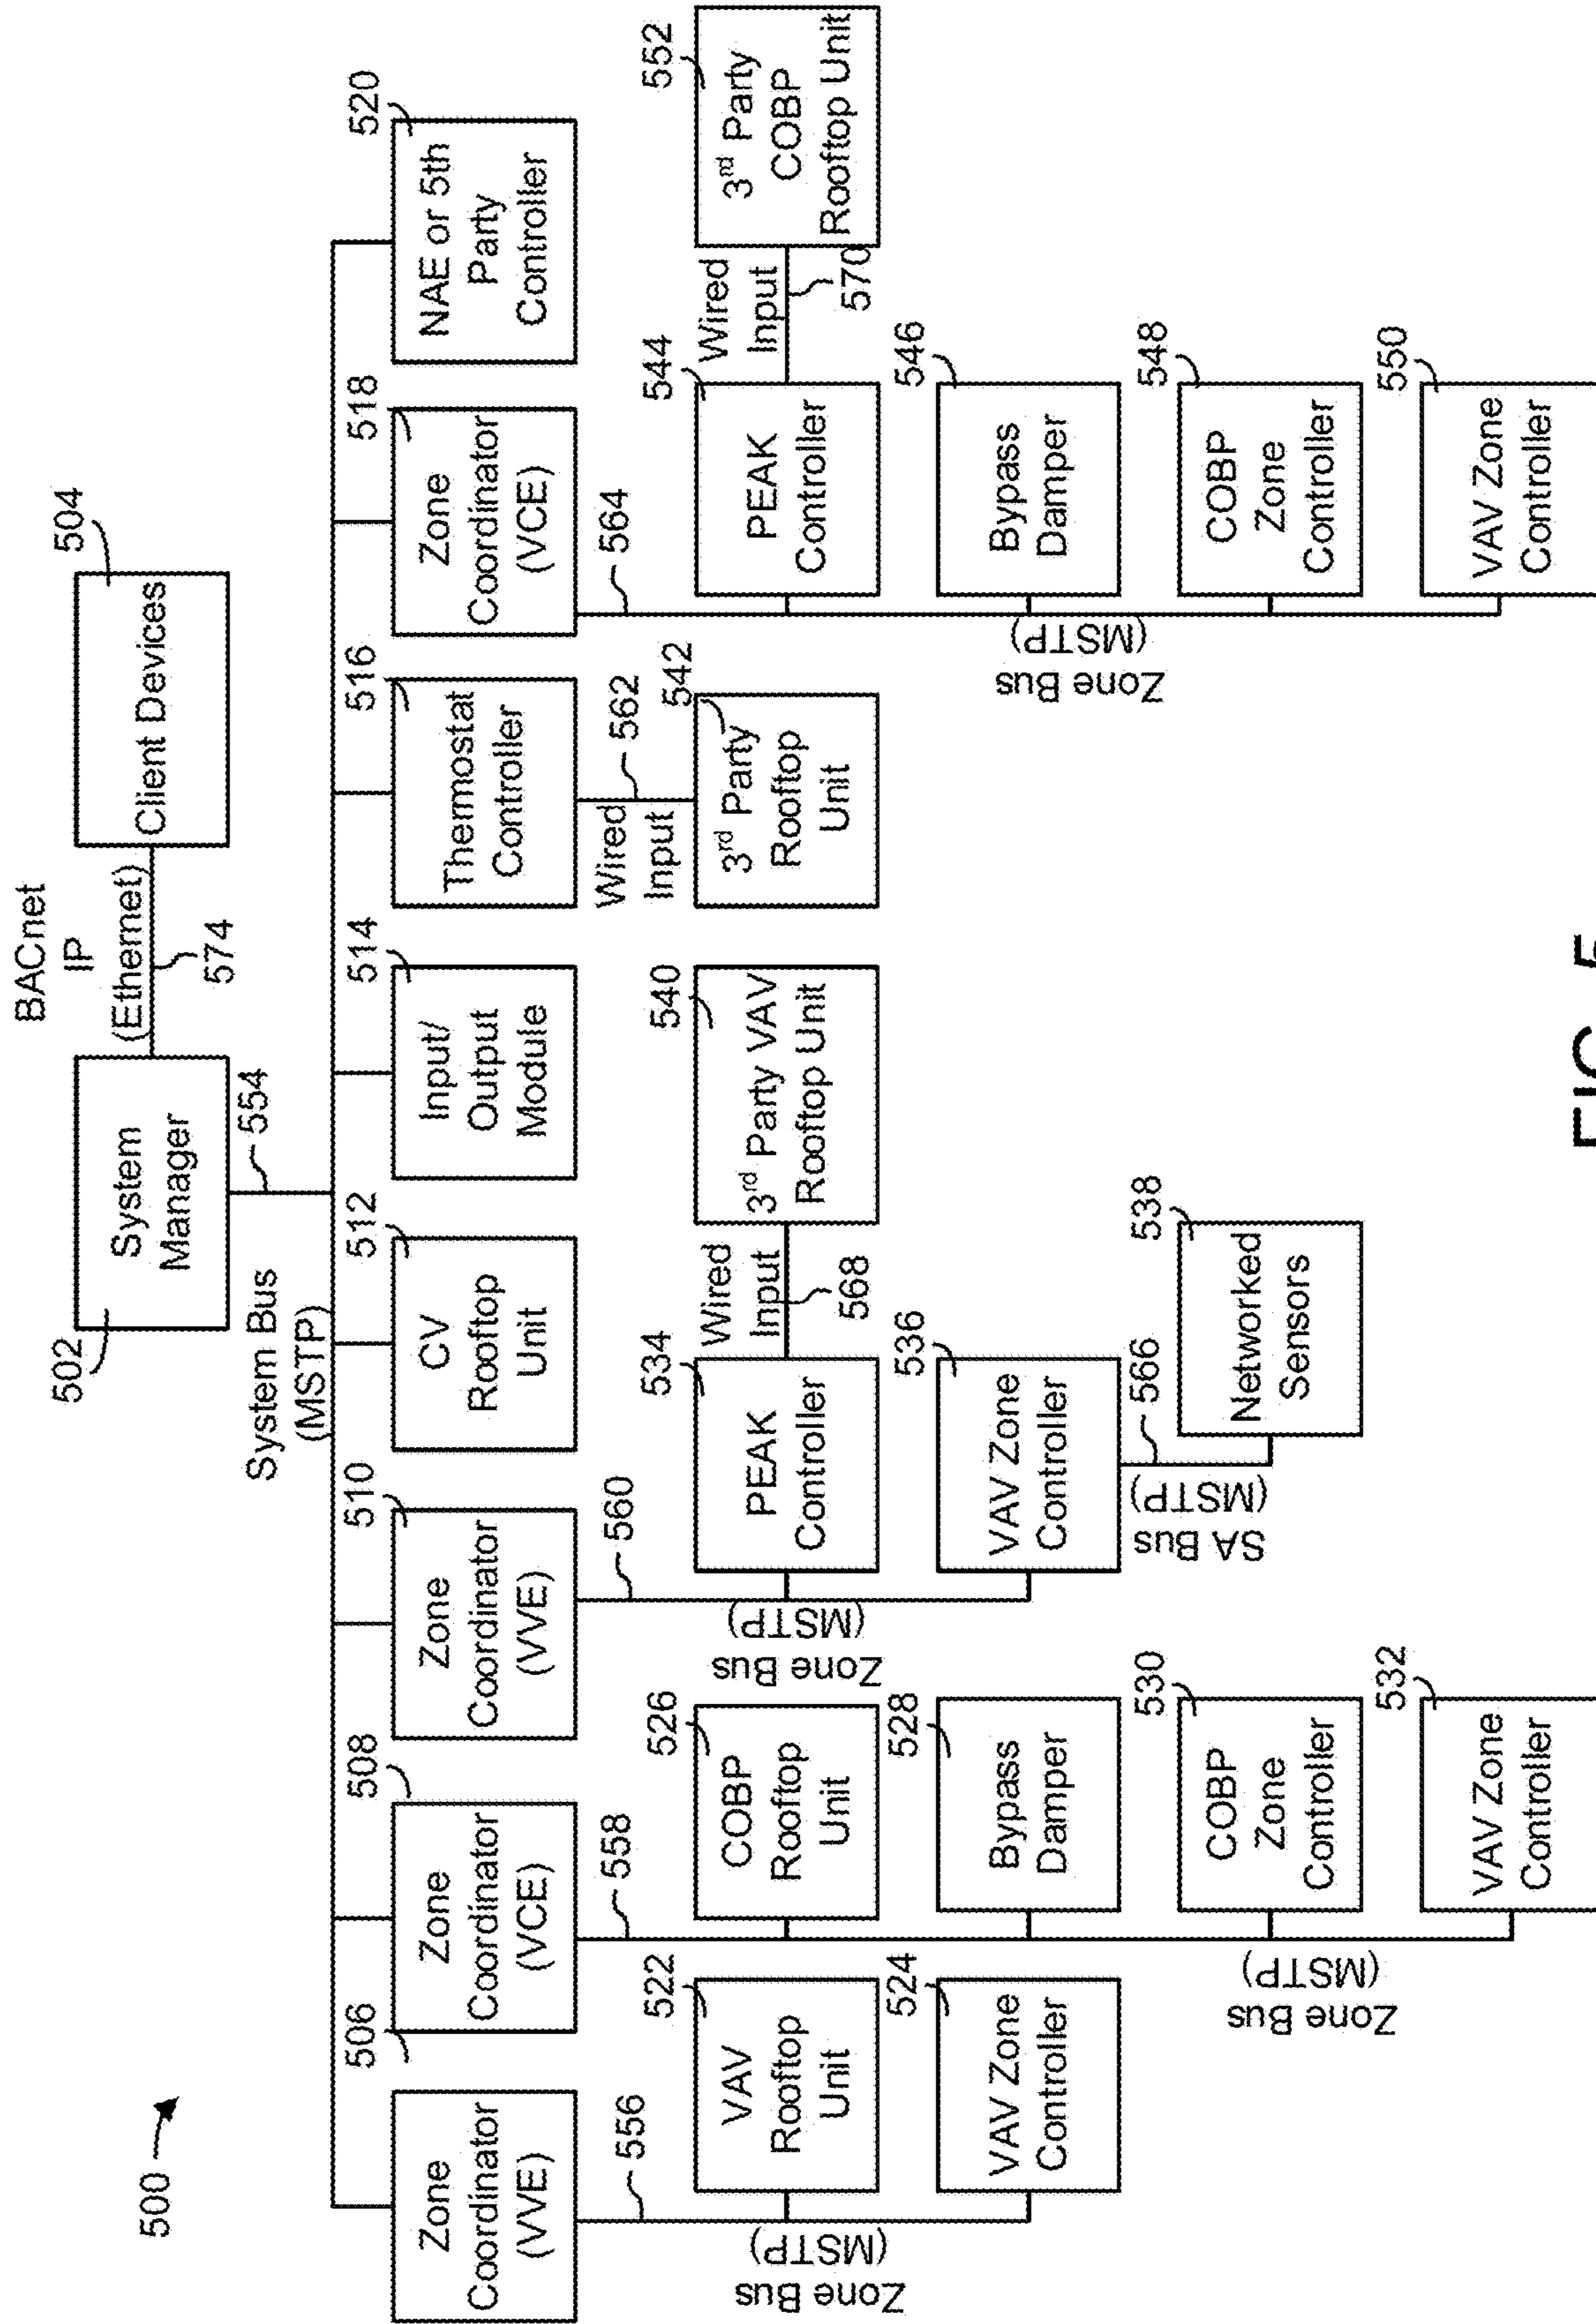 500
BACnet
IP
(Ethernet)
574
502
System
Manager
504
Client Devices
554
System Bus
(MSTP)
506
Zone
Coordinator
(VVE)
508
Zone
Coordinator
(VCE)
510
Zone
Coordinator
(VVE)
512
CV
Rooftop
Unit
514
Input/
Output
Module
516
Thermostat
Controller
518
Zone
Coordinator
(VCE)
520
NAE or 5th
Party
Controller
556
Zone Bus
(MSTP)
522
VAV
Rooftop
Unit
524
VAV Zone
Controller
558
Zone Bus
(MSTP)
526
COBP
Rooftop
Unit
528
Bypass
Damper
530
COBP
Zone
Controller
532
VAV Zone
Controller
560
Zone Bus
(MSTP)
534
PEAK
Controller
Wired
Input
568
540
3rd Party VAV
Rooftop Unit
536
VAV Zone
Controller
566
SA Bus
(MSTP)
538
Networked
Sensors
562
Wired
Input
542
3rd Party
Rooftop
Unit
564
Zone Bus
(MSTP)
544
PEAK
Controller
Wired
Input
570
552
3rd Party
COBP
Rooftop Unit
546
Bypass
Damper
548
COBP
Zone
Controller
550
VAV Zone
Controller
FIG. 5